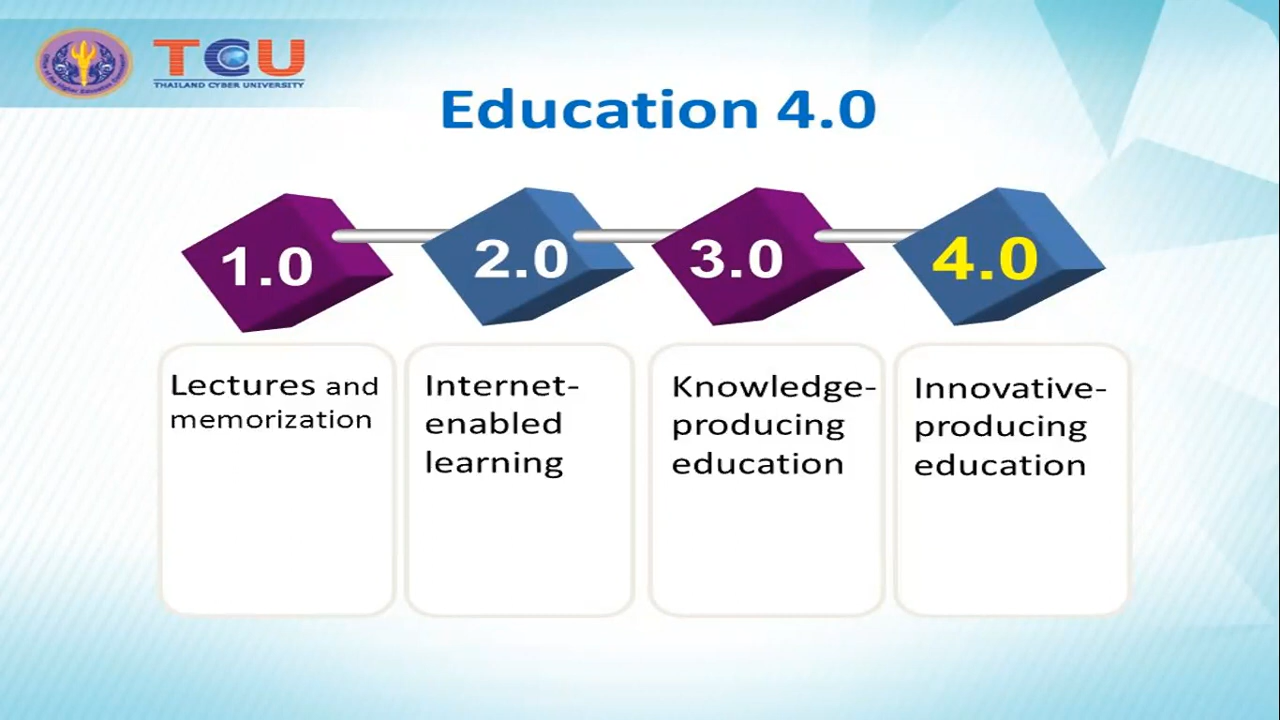 TCU
THAILAND CYBER UNIVERSITY
Education 4.0
1.0
2.0
3.0
4.0
Lectures and
memorization
Internet-
enabled
learning
Knowledge-
producing
education
Innovative-
producing
education